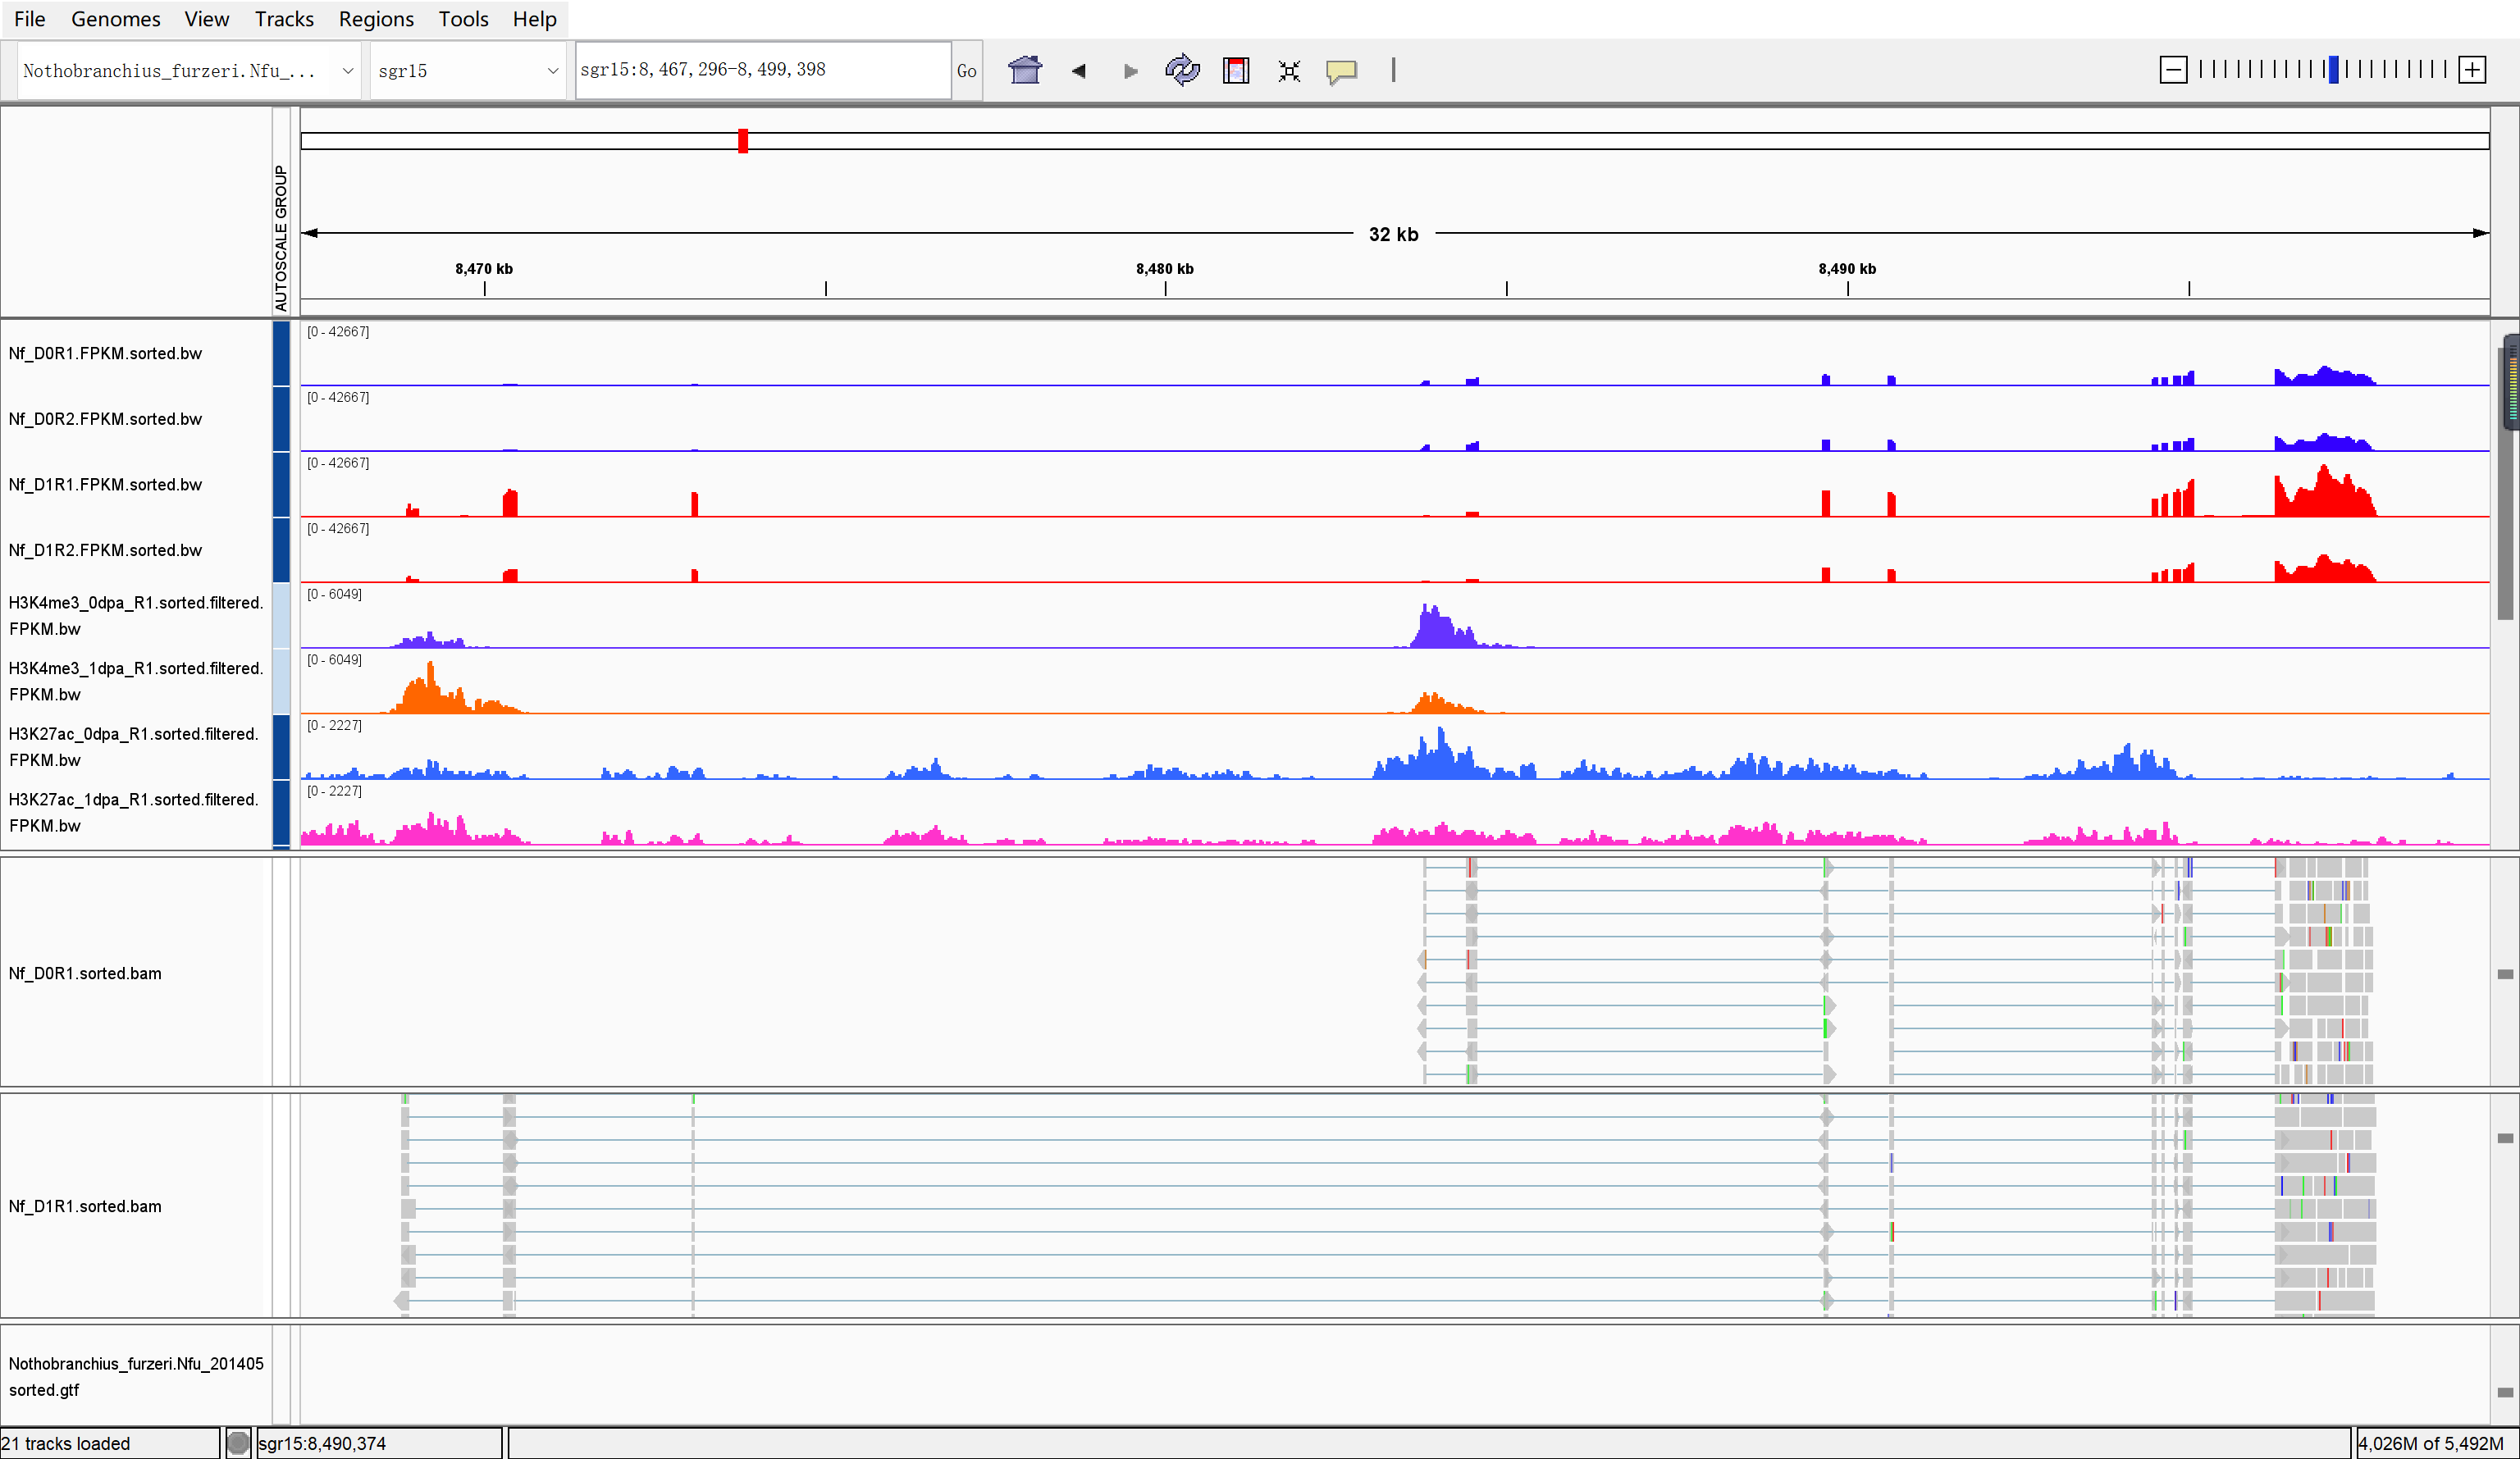 File Genomes View Tracks Regions Tools Help
Nothobranchius_furzeri.Nfu_... sgr15 sgr15:8,467,296-8,499,398 Go
AUTOSCALE GROUP
32 kb
8,470 kb 8,480 kb 8,490 kb
[0 - 42667]
Nf_D0R1.FPKM.sorted.bw
[0 - 42667]
Nf_D0R2.FPKM.sorted.bw
[0 - 42667]
Nf_D1R1.FPKM.sorted.bw
[0 - 42667]
Nf_D1R2.FPKM.sorted.bw
[0 - 6049]
H3K4me3_0dpa_R1.sorted.filtered.
FPKM.bw
[0 - 6049]
H3K4me3_1dpa_R1.sorted.filtered.
FPKM.bw
[0 - 2227]
H3K27ac_0dpa_R1.sorted.filtered.
FPKM.bw
[0 - 2227]
H3K27ac_1dpa_R1.sorted.filtered.
FPKM.bw
Nf_D0R1.sorted.bam
Nf_D1R1.sorted.bam
Nothobranchius_furzeri.Nfu_201405
sorted.gtf
21 tracks loaded sgr15:8,490,374 4,026M of 5,492M